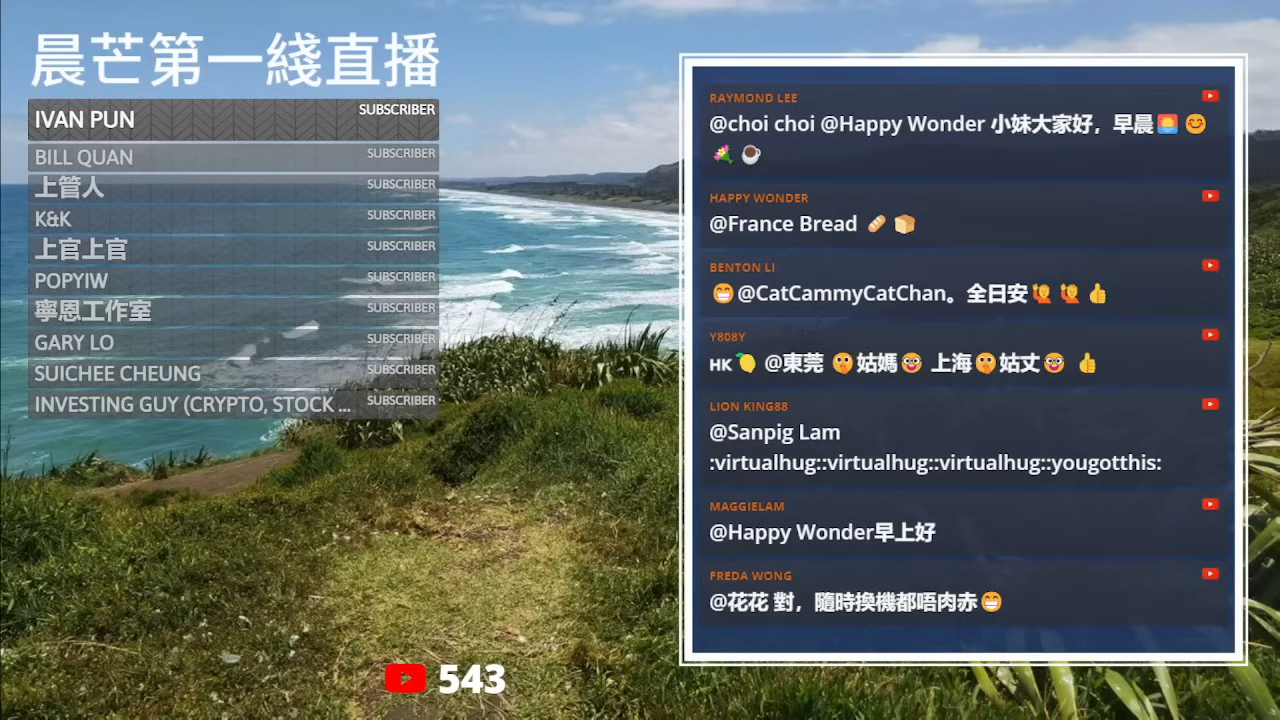 晨芒第一綫直播
IVAN PUN SUBSCRIBER
BILL QUAN SUBSCRIBER
上管人 SUBSCRIBER
K&K SUBSCRIBER
上官上官 SUBSCRIBER
POPYIW SUBSCRIBER
寧恩工作室 SUBSCRIBER
GARY LO SUBSCRIBER
SUICHEE CHEUNG SUBSCRIBER
INVESTING GUY (CRYPTO, STOCK ... SUBSCRIBER
543
RAYMOND LEE
@choi choi @Happy Wonder 小妹大家好，早晨🌅 😊
💐 ☕
HAPPY WONDER
@France Bread 🥖 🍞
BENTON LI
😁@CatCammyCatChan。全日安🙋 🙋 👍
Y808Y
HK🍋 @東莞 🤫姑媽🤓 上海🤫姑丈🤓 👍
LION KING88
@Sanpig Lam
:virtualhug::virtualhug::virtualhug::yougotthis:
MAGGIELAM
@Happy Wonder早上好
FREDA WONG
@花花 對，隨時換機都唔肉赤😁